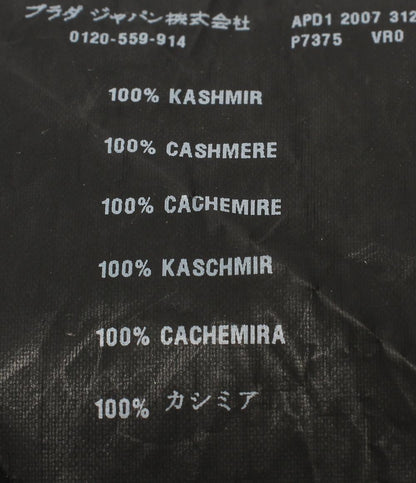 プラダ ジャパン株式会社 APD1 2007 312
0120-559-914 P7375 VR0
100% KASHMIR
100% CASHMERE
100% CACHEMIRE
100% KASCHMIR
100% CACHEMIRA
100% カシミア